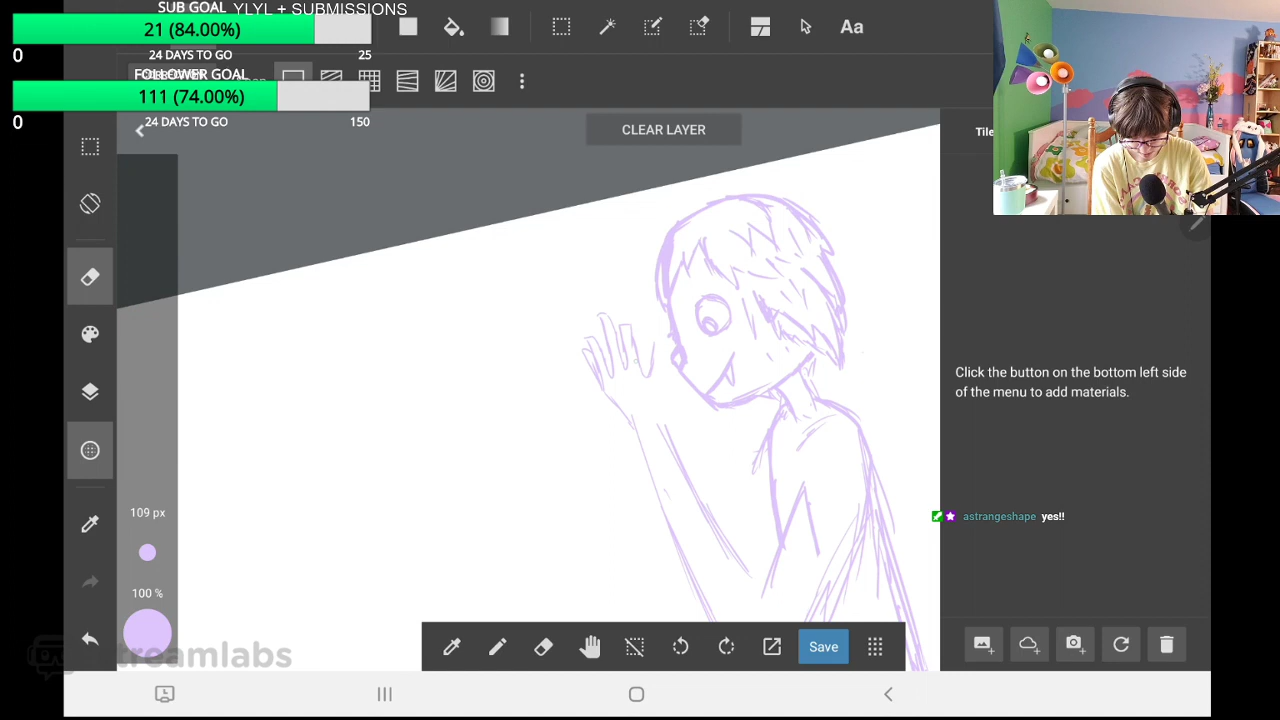 SUB GOAL
YLYL + SUBMISSIONS
21 (84.00%)
0
24 DAYS TO GO
25
FOLLOWER GOAL
111 (74.00%)
0
24 DAYS TO GO
150
Aa
CLEAR LAYER
Tile
Click the button on the bottom left side
of the menu to add materials.
109 px
100 %
astrangeshape yes!!
Save
streamlabs